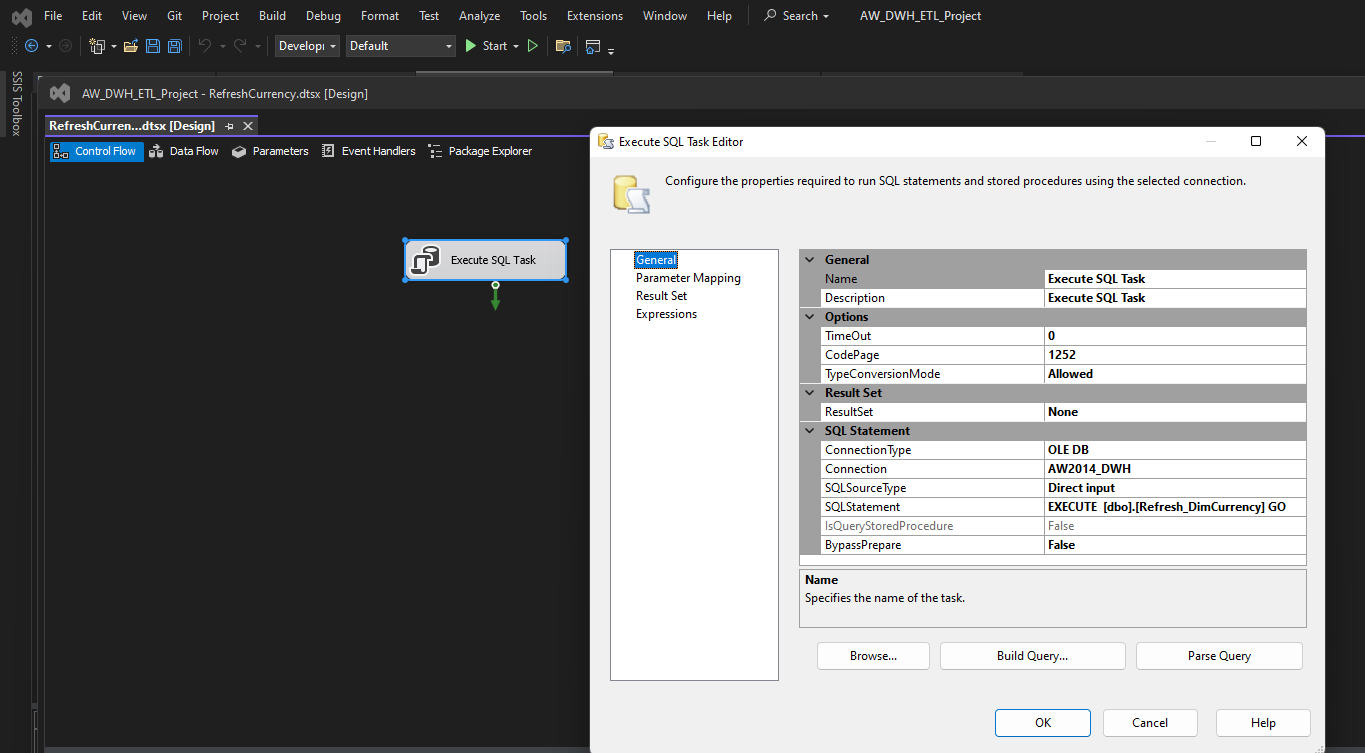 File Edit View Git Project Build Debug Format Test Analyze Tools Extensions Window Help Search AW_DWH_ETL_Project
Default Start
SSIS Toolbox
AW_DWH_ETL_Project - RefreshCurrency.dtsx [Design]
RefreshCurren...dtsx [Design]
Control Flow Data Flow Parameters Event Handlers Package Explorer
Execute SQL Task
Execute SQL Task Editor
Configure the properties required to run SQL statements and stored procedures using the selected connection.
General
Parameter Mapping
Result Set
Expressions
General
Name Execute SQL Task
Description Execute SQL Task
Options
TimeOut 0
CodePage 1252
TypeConversionMode Allowed
Result Set
ResultSet None
SQL Statement
ConnectionType OLE DB
Connection AW2014_DWH
SQLSourceType Direct input
SQLStatement EXECUTE [dbo].[Refresh_DimCurrency] GO
IsQueryStoredProcedure False
BypassPrepare False
Name
Specifies the name of the task.
Browse... Build Query... Parse Query
OK Cancel Help